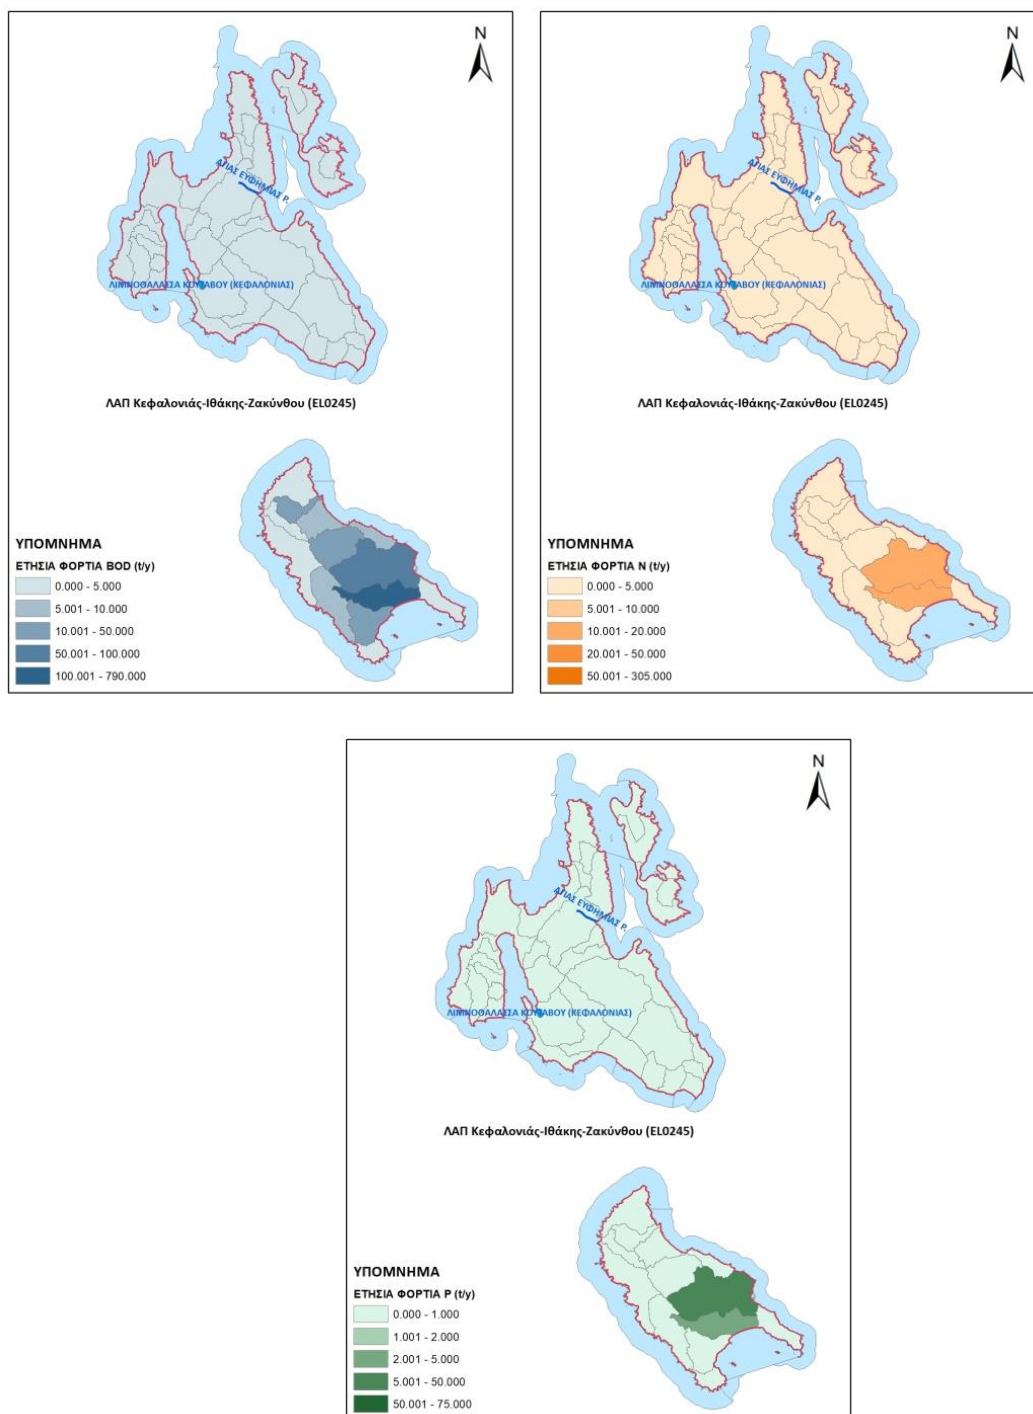 N
ΑΓΙΑΣ ΕΥΦΗΜΙΑΣ Ρ.
ΛΙΜΝΟΘΑΛΑΣΣΑ ΚΟΥΤΑΒΟΥ (ΚΕΦΑΛΟΝΙΑΣ)
ΛΑΠ Κεφαλονιάς-Ιθάκης-Ζακύνθου (EL0245)
ΥΠΟΜΝΗΜΑ
ΕΤΗΣΙΑ ΦΟΡΤΙΑ BOD (t/y)
0.000 - 5.000
5.001 - 10.000
10.001 - 50.000
50.001 - 100.000
100.001 - 790.000
N
ΑΓΙΑΣ ΕΥΦΗΜΙΑΣ Ρ.
ΛΙΜΝΟΘΑΛΑΣΣΑ ΚΟΥΤΑΒΟΥ (ΚΕΦΑΛΟΝΙΑΣ)
ΛΑΠ Κεφαλονιάς-Ιθάκης-Ζακύνθου (EL0245)
ΥΠΟΜΝΗΜΑ
ΕΤΗΣΙΑ ΦΟΡΤΙΑ N (t/y)
0.000 - 5.000
5.001 - 10.000
10.001 - 20.000
20.001 - 50.000
50.001 - 305.000
N
ΑΓΙΑΣ ΕΥΦΗΜΙΑΣ Ρ.
ΛΙΜΝΟΘΑΛΑΣΣΑ ΚΟΥΤΑΒΟΥ (ΚΕΦΑΛΟΝΙΑΣ)
ΛΑΠ Κεφαλονιάς-Ιθάκης-Ζακύνθου (EL0245)
ΥΠΟΜΝΗΜΑ
ΕΤΗΣΙΑ ΦΟΡΤΙΑ P (t/y)
0.000 - 1.000
1.001 - 2.000
2.001 - 5.000
5.001 - 50.000
50.001 - 75.000